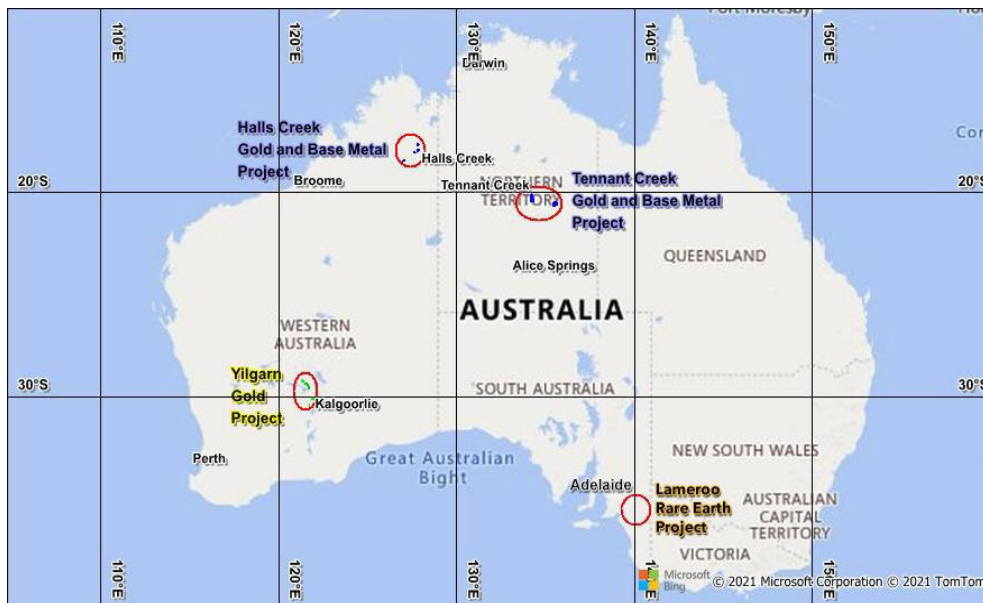 Port Moresby
110°E
120°E
130°E
140°E
150°E
Darwin
Halls Creek
Gold and Base Metal
Project
Halls Creek
Broome
20°S
20°S
Tennant Creek
NORTHERN
TERRITORY
Tennant Creek
Gold and Base Metal
Project
QUEENSLAND
Alice Springs
AUSTRALIA
WESTERN
AUSTRALIA
Yilgarn
Gold
Project
30°S
30°S
SOUTH AUSTRALIA
Kalgoorlie
Perth
Great Australian
Bight
NEW SOUTH WALES
Adelaide
Lameroo
Rare Earth
Project
AUSTRALIAN
CAPITAL
TERRITORY
VICTORIA
110°E
120°E
130°E
150°E
Microsoft
Bing
© 2021 Microsoft Corporation © 2021 TomTom